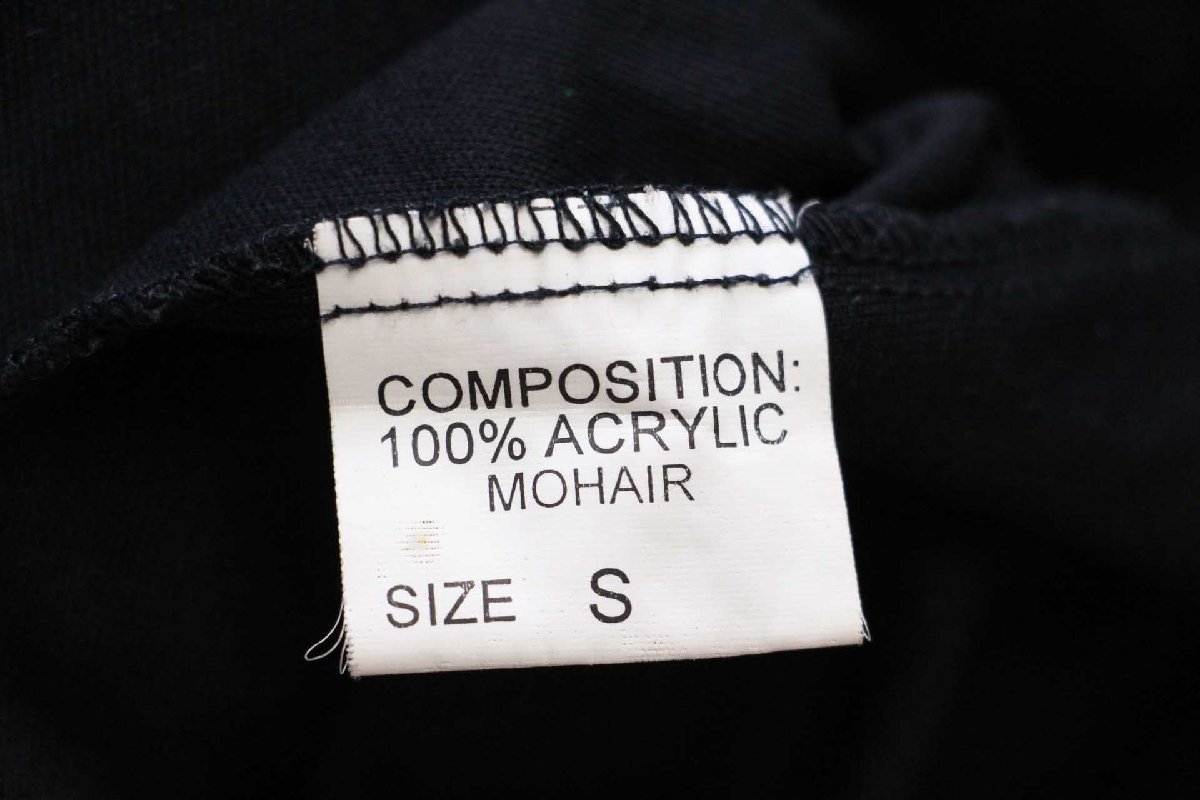 COMPOSITION:
100% ACRYLIC
MOHAIR
SIZE S